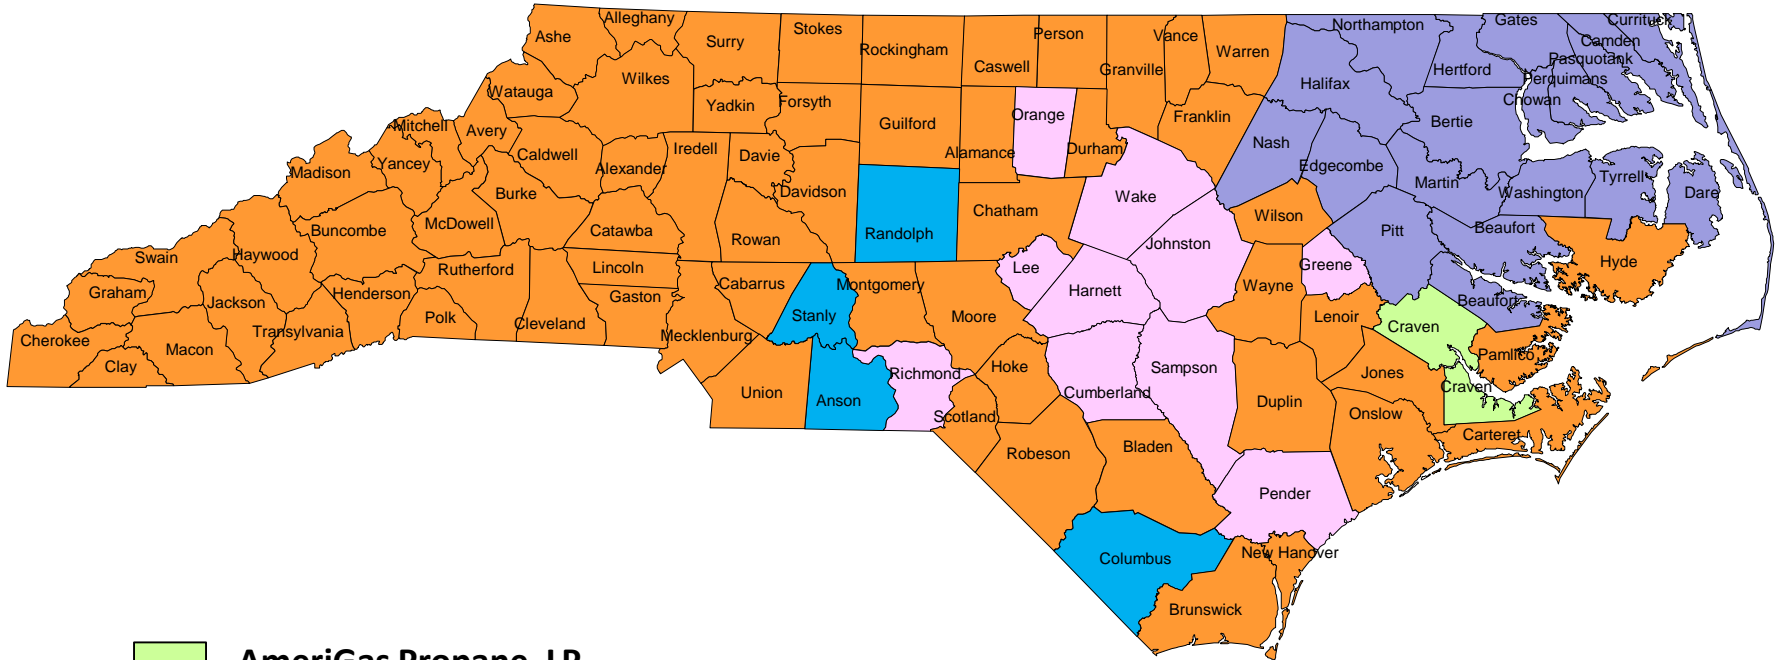 Ashe
Alleghany
Surry
Stokes
Rockingham
Caswell
Person
Granville
Vance
Warren
Northampton
Gates
Currituck
Camden
Pasquotank
Perquimans
Chowan
Hertford
Halifax
Bertie
Watauga
Wilkes
Yadkin
Forsyth
Guilford
Alamance
Orange
Durham
Franklin
Nash
Edgecombe
Martin
Washington
Tyrrell
Dare
Mitchell
Avery
Caldwell
Alexander
Iredell
Davie
Davidson
Randolph
Chatham
Wake
Johnston
Wilson
Pitt
Beaufort
Hyde
Madison
Yancey
Burke
McDowell
Buncombe
Catawba
Rowan
Swain
Haywood
Rutherford
Lincoln
Gaston
Cabarrus
Stanly
Montgomery
Moore
Lee
Harnett
Wayne
Greene
Lenoir
Craven
Beaufort
Pamlico
Graham
Jackson
Henderson
Polk
Cleveland
Mecklenburg
Cherokee
Clay
Macon
Transylvania
Union
Anson
Richmond
Scotland
Hoke
Cumberland
Sampson
Duplin
Jones
Craven
Onslow
Carteret
Robeson
Bladen
Pender
Columbus
New Hanover
Brunswick
AmeriGas Propane, LP